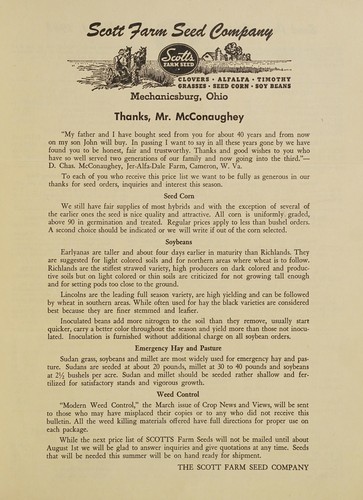 Scott Farm Seed Company
Scott's
FARM SEED
CLOVERS · ALFALFA · TIMOTHY
GRASSES · SEED CORN · SOY BEANS
Mechanicsburg, Ohio
Thanks, Mr. McConaughey
"My father and I have bought seed from you for about 40 years and from now
on my son John will buy. In passing I want to say in all these years gone by we have
found you to be honest, fair and trustworthy. Thanks and good wishes to you who
have so well served two generations of our family and now going into the third."—
D. Chas. McConaughey, Jer-Alfa-Dale Farm, Cameron, W. Va.
To each of you who receive this price list we want to be fully as generous in our
thanks for seed orders, inquiries and interest this season.
Seed Corn
We still have fair supplies of most hybrids and with the exception of several of
the earlier ones the seed is nice quality and attractive. All corn is uniformly graded,
above 90 in germination and treated. Regular prices apply to less than bushel orders.
A second choice should be indicated or we will write if out of the corn selected.
Soybeans
Earlyanas are taller and about four days earlier in maturity than Richlands. They
are suggested for light colored soils and for northern areas where wheat is to follow.
Richlands are the stiffest strawed variety, high producers on dark colored and produc-
tive soils but on light colored or thin soils are criticized for not growing tall enough
and for setting pods too close to the ground.
Lincolns are the leading full season variety, are high yielding and can be followed
by wheat in southern areas. While often used for hay the black varieties are considered
best because they are finer stemmed and leafier.
Inoculated beans add more nitrogen to the soil than they remove, usually start
quicker, carry a better color throughout the season and yield more than those not inocu-
lated. Inoculation is furnished without additional charge on all soybean orders.
Emergency Hay and Pasture
Sudan grass, soybeans and millet are most widely used for emergency hay and pas-
ture. Sudans are seeded at about 20 pounds, millet at 30 to 40 pounds and soybeans
at 2½ bushels per acre. Sudan and millet should be seeded rather shallow and fer-
tilized for satisfactory stands and vigorous growth.
Weed Control
"Modern Weed Control," the March issue of Crop News and Views, will be sent
to those who may have misplaced their copies or to any who did not receive this
bulletin. All the weed killing materials offered have full directions for proper use on
each package.
While the next price list of SCOTTS Farm Seeds will not be mailed until about
August 1st we will be glad to answer inquiries and give quotations at any time. Seeds
that will be needed this summer will be on hand ready for shipment.
THE SCOTT FARM SEED COMPANY